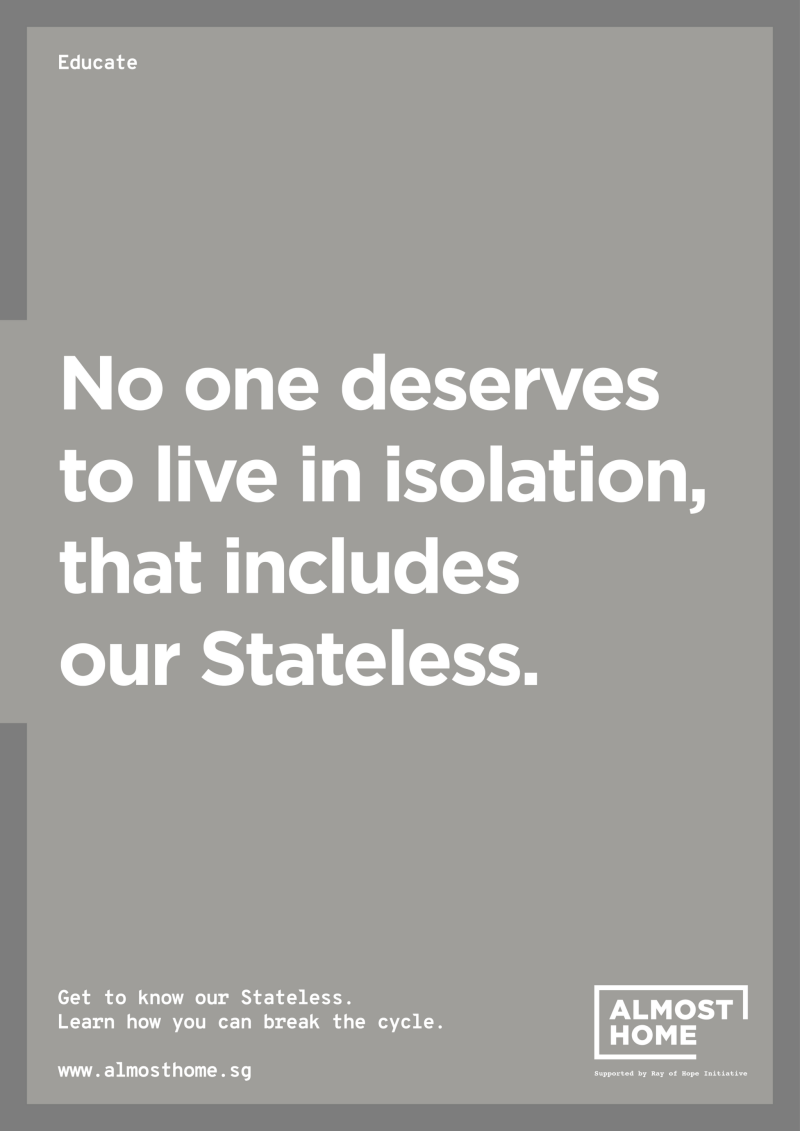 Educate
No one deserves
to live in isolation,
that includes
our Stateless.
Get to know our Stateless.
Learn how you can break the cycle.
www.almosthome.sg
ALMOST
HOME
Supported by Ray of Hope Initiative